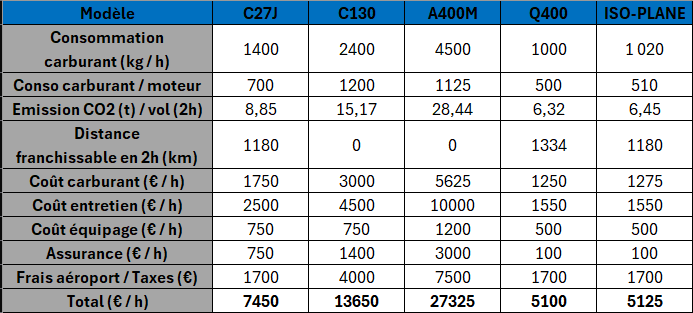 Modèle C27J C130 A400M Q400 ISO-PLANE
Consommation
carburant (kg / h) 1400 2400 4500 1000 1 020
Conso carburant / moteur 700 1200 1125 500 510
Emission CO2 (t) / vol (2h) 8,85 15,17 28,44 6,32 6,45
Distance
franchissable en 2h (km) 1180 0 0 1334 1180
Coût carburant (€ / h) 1750 3000 5625 1250 1275
Coût entretien (€ / h) 2500 4500 10000 1550 1550
Coût équipage (€ / h) 750 750 1200 500 500
Assurance (€ / h) 750 1400 3000 100 100
Frais aéroport / Taxes (€) 1700 4000 7500 1700 1700
Total (€ / h) 7450 13650 27325 5100 5125